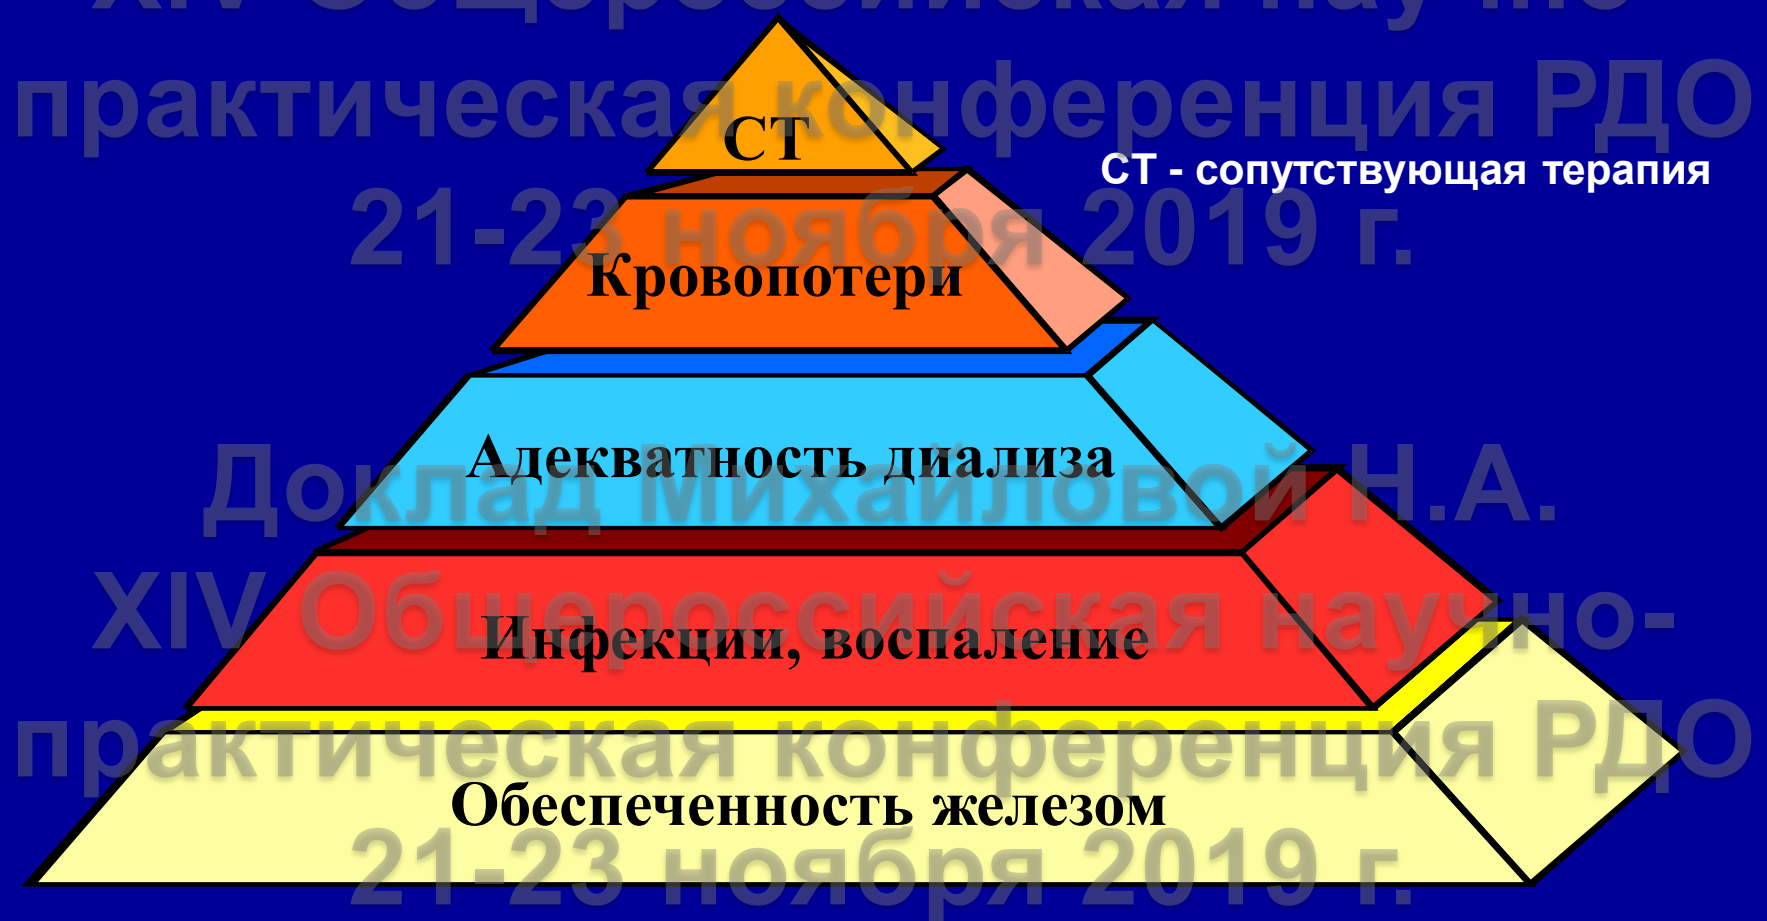 XIV Общероссийская научно-
практическая конференция РДО
СТ
СТ - сопутствующая терапия
21-23 ноября 2019 г.
Кровопотери
Адекватность диализа
Доклад Михайловой Н.А.
XIV Общероссийская научно-
Инфекции, воспаление
практическая конференция РДО
Обеспеченность железом
21-23 ноября 2019 г.